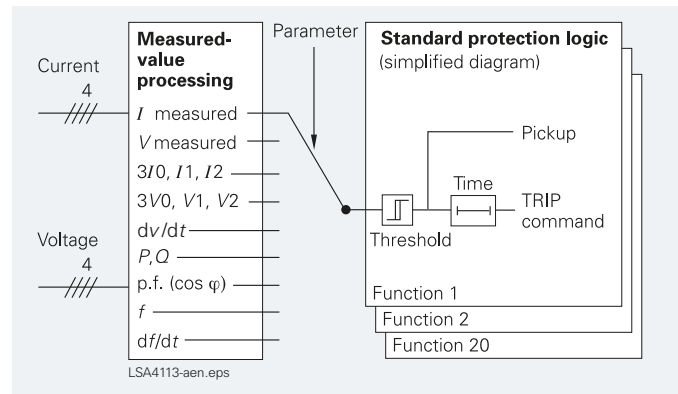 Current
4
Voltage
4
Measured-
value
processing
I measured
V measured
3I0, I1, I2
3V0, V1, V2
dv/dt
P,Q
p.f. (cos φ)
f
df/dt
LSA4113-aen.eps
Parameter
Standard protection logic
(simplified diagram)
Pickup
Time
TRIP
command
Threshold
Function 1
Function 2
Function 20